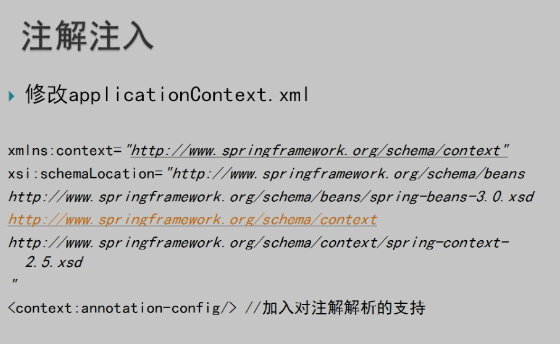 注解注入
修改applicationContext.xml
xmlns:context="http://www.springframework.org/schema/context"
xsi:schemaLocation="http://www.springframework.org/schema/beans
http://www.springframework.org/schema/beans/spring-beans-3.0.xsd
http://www.springframework.org/schema/context
http://www.springframework.org/schema/context/spring-context-
2.5.xsd
"
<context:annotation-config/> //加入对注解解析的支持